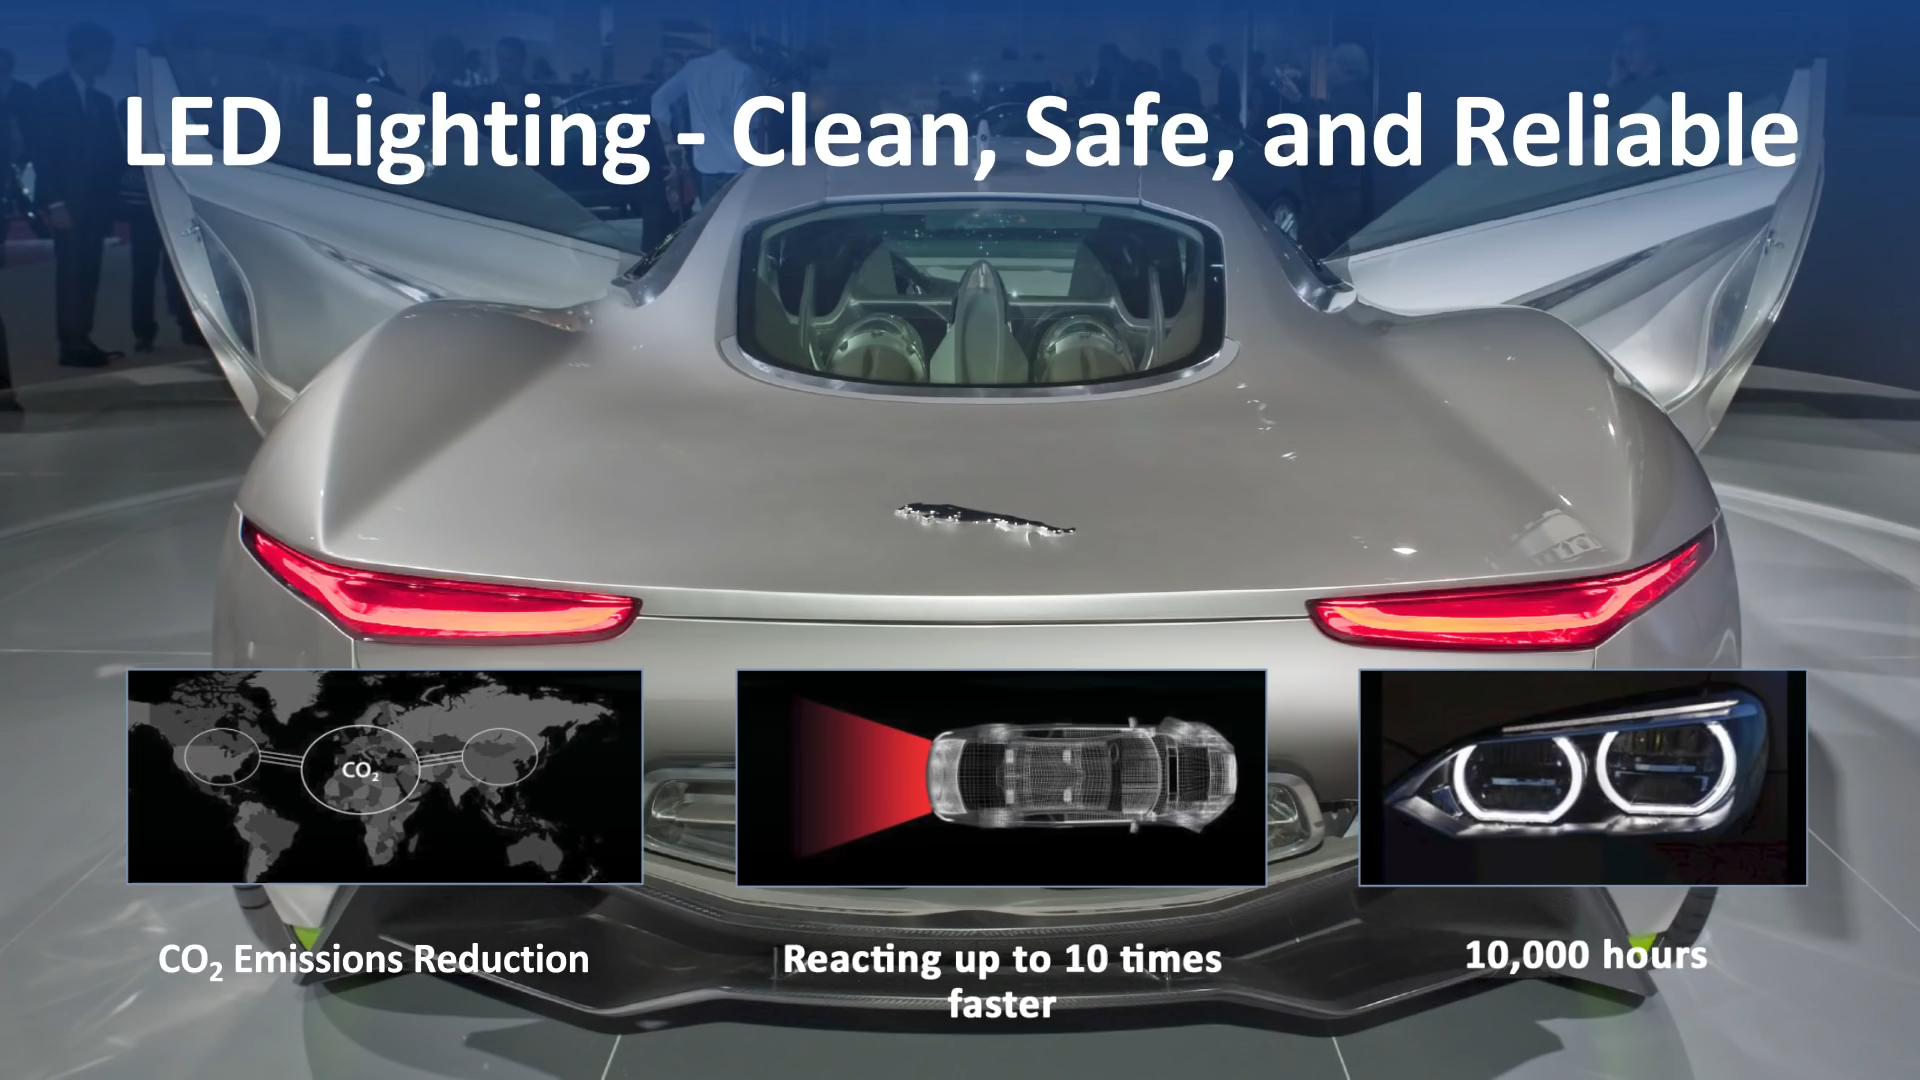 LED Lighting - Clean, Safe, and Reliable
CO₂
CO₂ Emissions Reduction
Reacting up to 10 times
faster
10,000 hours